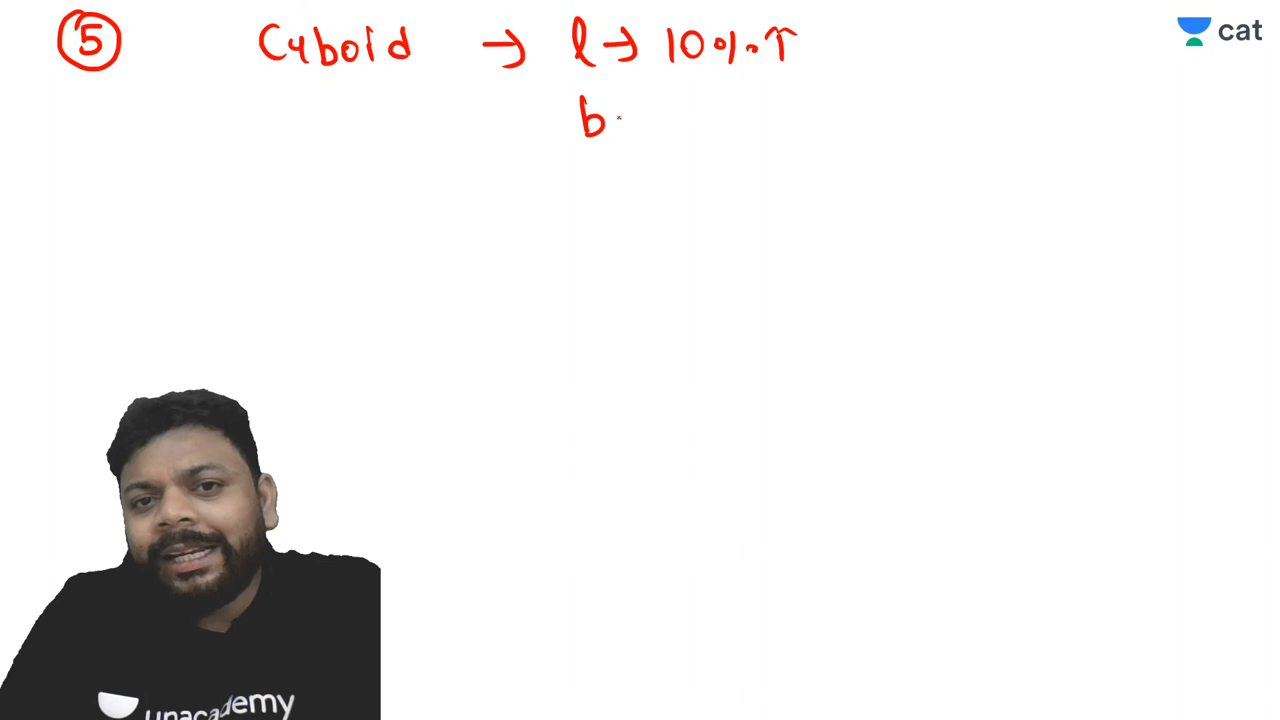 5 Cuboid → l → 10% ↑
b
cat
unacademy